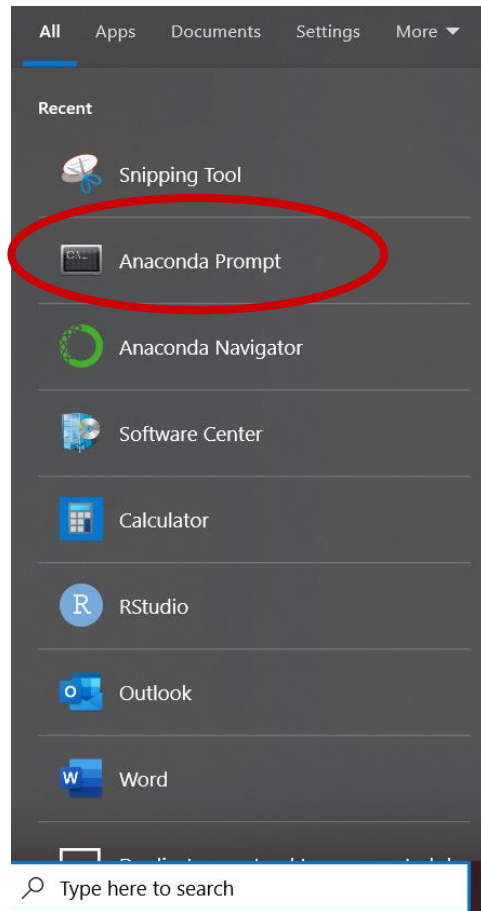 All Apps Documents Settings More
Recent
Snipping Tool
C:\_
Anaconda Prompt
Anaconda Navigator
Software Center
Calculator
R RStudio
Outlook
W Word
Type here to search